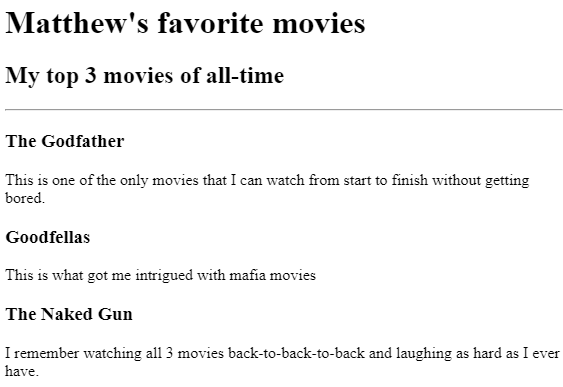 Matthew's favorite movies
My top 3 movies of all-time
The Godfather
This is one of the only movies that I can watch from start to finish without getting
bored.
Goodfellas
This is what got me intrigued with mafia movies
The Naked Gun
I remember watching all 3 movies back-to-back-to-back and laughing as hard as I ever
have.